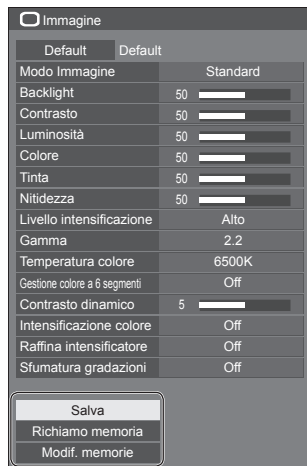 Immagine
Default Default
Modo Immagine Standard
Backlight 50
Contrasto 50
Luminosità 50
Colore 50
Tinta 50
Nitidezza 50
Livello intensificazione Alto
Gamma 2.2
Temperatura colore 6500K
Gestione colore a 6 segmenti Off
Contrasto dinamico 5
Intensificazione colore Off
Raffina intensificatore Off
Sfumatura gradazioni Off
Salva
Richiamo memoria
Modif. memorie